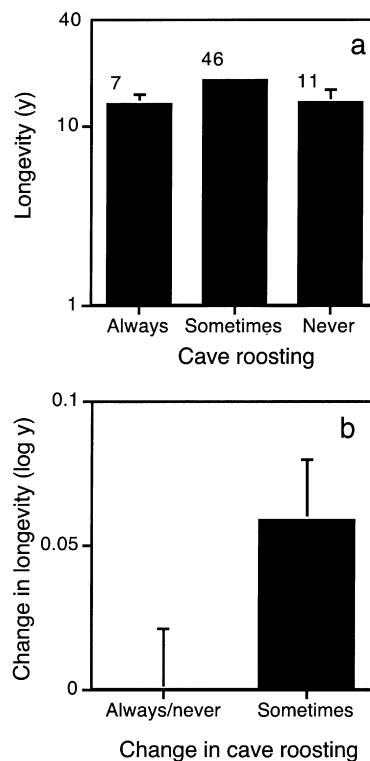 40
a
46
7
11
10
Longevity (y)
1
Always Sometimes Never
Cave roosting
0.1
b
Change in longevity (log y)
0.05
0
Always/never Sometimes
Change in cave roosting